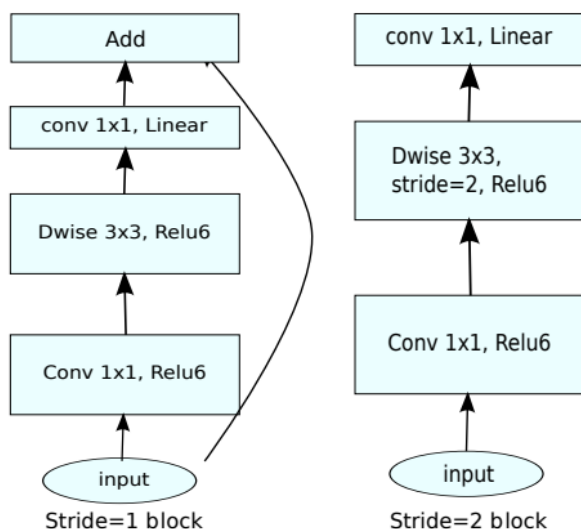 Add
conv 1x1, Linear
Dwise 3x3, Relu6
Conv 1x1, Relu6
input
Stride=1 block
conv 1x1, Linear
Dwise 3x3,
stride=2, Relu6
Conv 1x1, Relu6
input
Stride=2 block